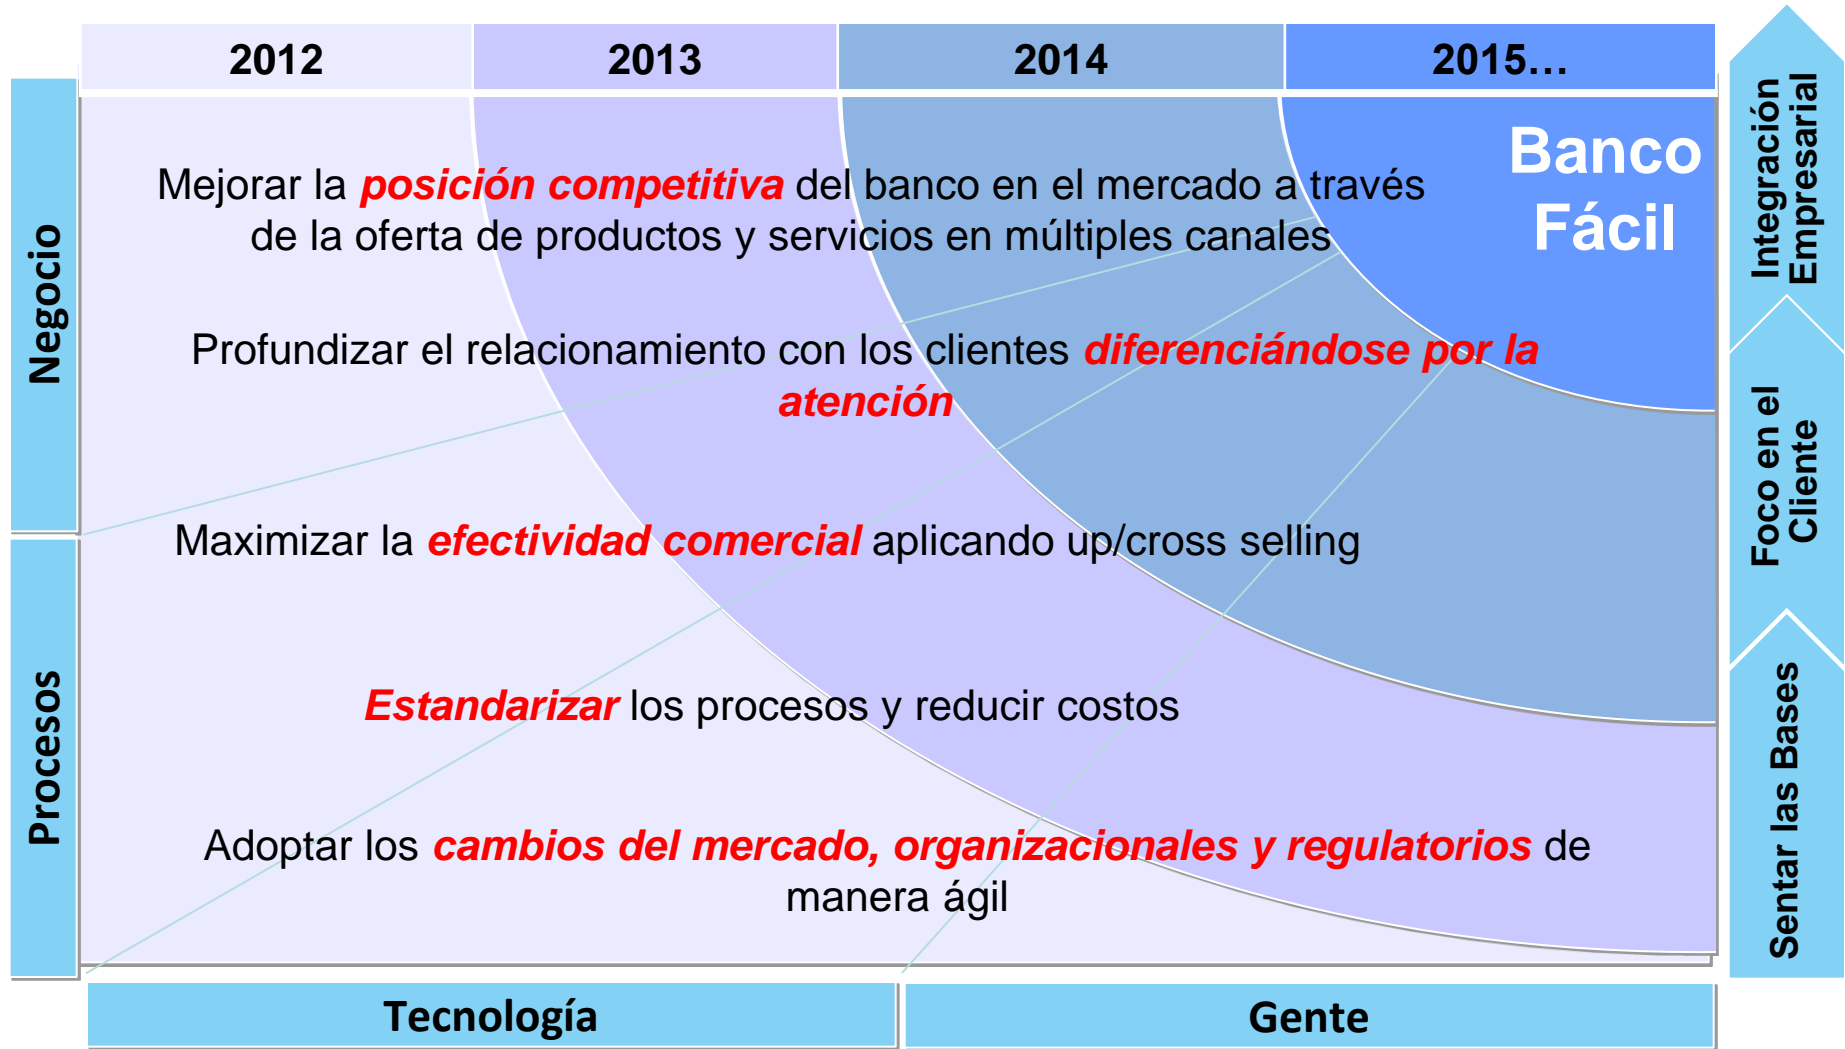 2012
2013
2014
2015…
Banco
Fácil
Mejorar la posición competitiva del banco en el mercado a través
de la oferta de productos y servicios en múltiples canales
Profundizar el relacionamiento con los clientes diferenciándose por la
atención
Maximizar la efectividad comercial aplicando up/cross selling
Estandarizar los procesos y reducir costos
Adoptar los cambios del mercado, organizacionales y regulatorios de
manera ágil
Negocio
Procesos
Tecnología
Gente
Integración
Empresarial
Foco en el
Cliente
Sentar las Bases